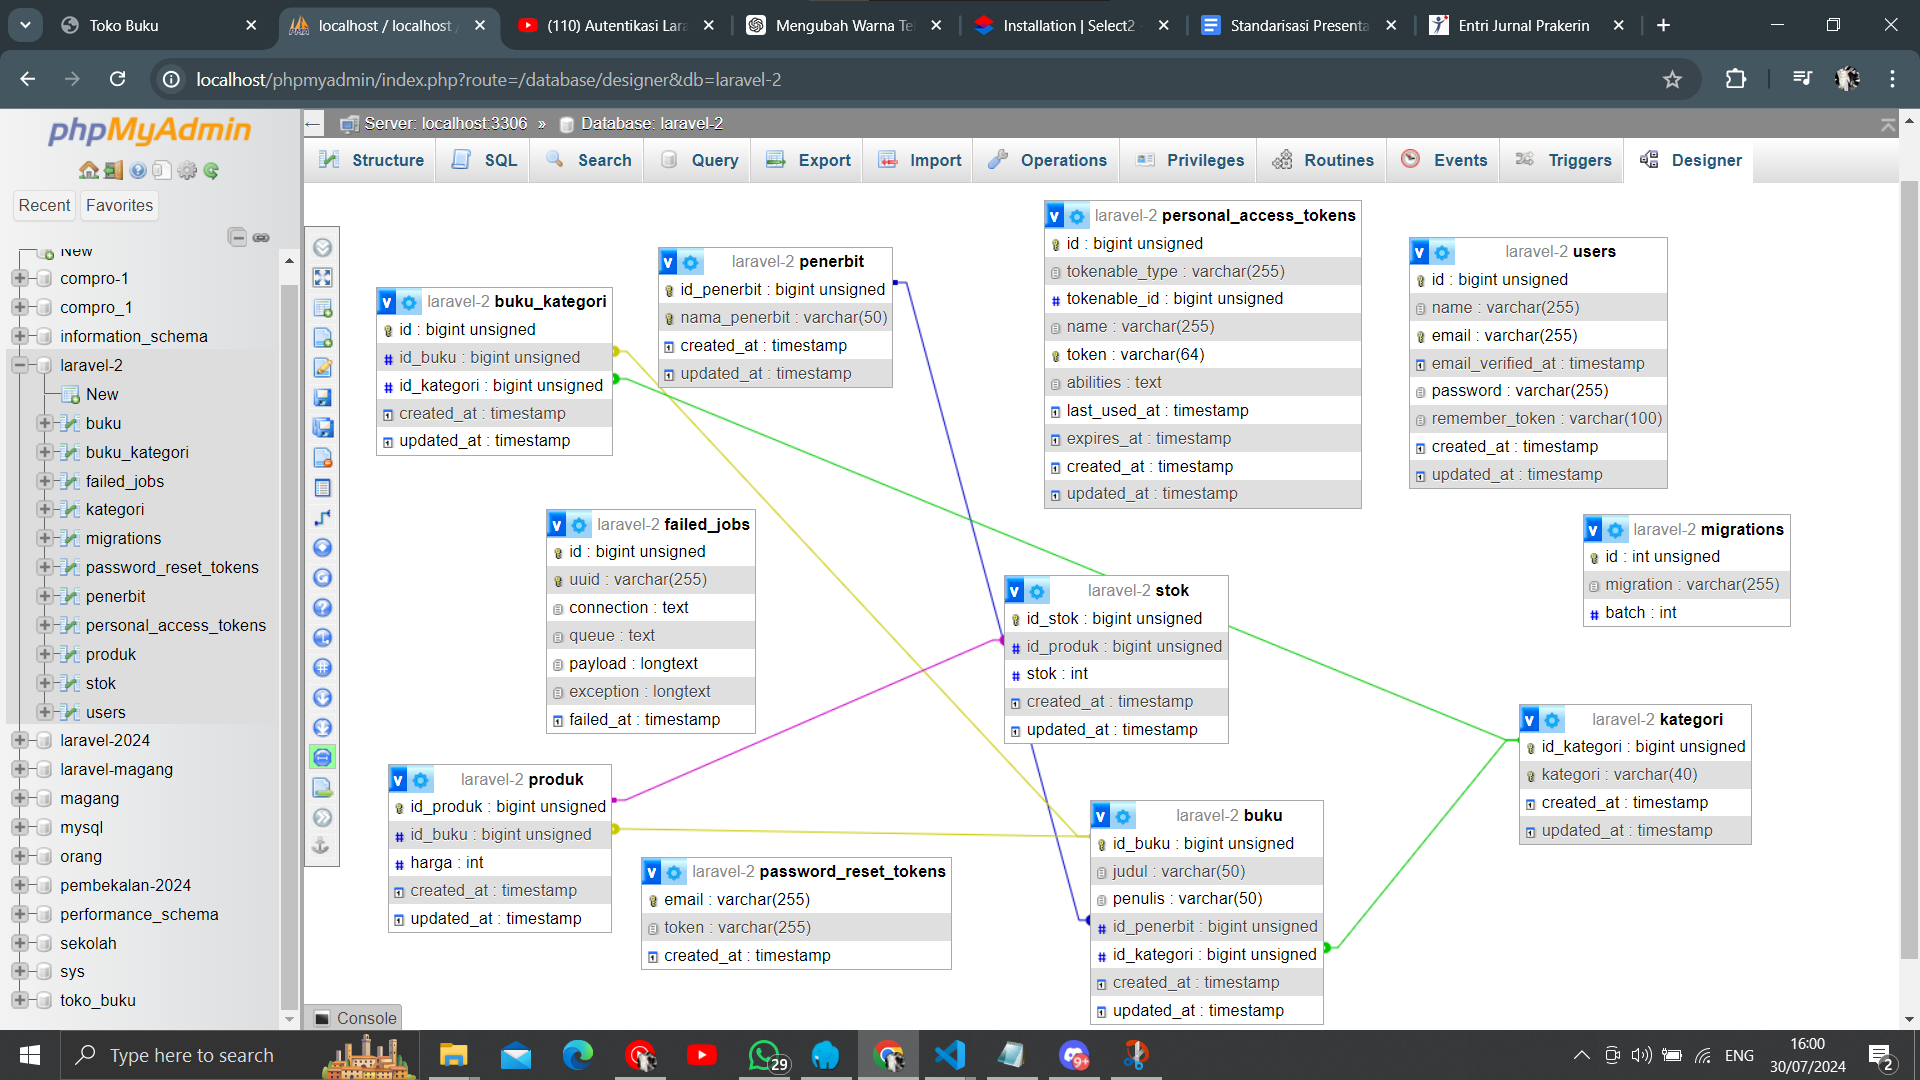 Toko Buku
localhost / localhost /
(110) Autentikasi Lara
Mengubah Warna Te
Installation | Select2
Standarisasi Presenta
Entri Jurnal Prakerin
localhost/phpmyadmin/index.php?route=/database/designer&db=laravel-2
phpMyAdmin
Recent
Favorites
New
compro-1
compro_1
information_schema
laravel-2
New
buku
buku_kategori
failed_jobs
kategori
migrations
password_reset_tokens
penerbit
personal_access_tokens
produk
stok
users
laravel-2024
laravel-magang
magang
mysql
orang
pembekalan-2024
performance_schema
sekolah
sys
toko_buku
Server: localhost:3306 » Database: laravel-2
Structure
SQL
Search
Query
Export
Import
Operations
Privileges
Routines
Events
Triggers
Designer
laravel-2 buku_kategori
id : bigint unsigned
id_buku : bigint unsigned
id_kategori : bigint unsigned
created_at : timestamp
updated_at : timestamp
laravel-2 penerbit
id_penerbit : bigint unsigned
nama_penerbit : varchar(50)
created_at : timestamp
updated_at : timestamp
laravel-2 personal_access_tokens
id : bigint unsigned
tokenable_type : varchar(255)
tokenable_id : bigint unsigned
name : varchar(255)
token : varchar(64)
abilities : text
last_used_at : timestamp
expires_at : timestamp
created_at : timestamp
updated_at : timestamp
laravel-2 users
id : bigint unsigned
name : varchar(255)
email : varchar(255)
email_verified_at : timestamp
password : varchar(255)
remember_token : varchar(100)
created_at : timestamp
updated_at : timestamp
laravel-2 failed_jobs
id : bigint unsigned
uuid : varchar(255)
connection : text
queue : text
payload : longtext
exception : longtext
failed_at : timestamp
laravel-2 stok
id_stok : bigint unsigned
id_produk : bigint unsigned
stok : int
created_at : timestamp
updated_at : timestamp
laravel-2 migrations
id : int unsigned
migration : varchar(255)
batch : int
laravel-2 kategori
id_kategori : bigint unsigned
kategori : varchar(40)
created_at : timestamp
updated_at : timestamp
laravel-2 produk
id_produk : bigint unsigned
id_buku : bigint unsigned
harga : int
created_at : timestamp
updated_at : timestamp
laravel-2 password_reset_tokens
email : varchar(255)
token : varchar(255)
created_at : timestamp
laravel-2 buku
id_buku : bigint unsigned
judul : varchar(50)
penulis : varchar(50)
id_penerbit : bigint unsigned
id_kategori : bigint unsigned
created_at : timestamp
updated_at : timestamp
Console
Type here to search
29
9+
ENG
16:00
30/07/2024
2